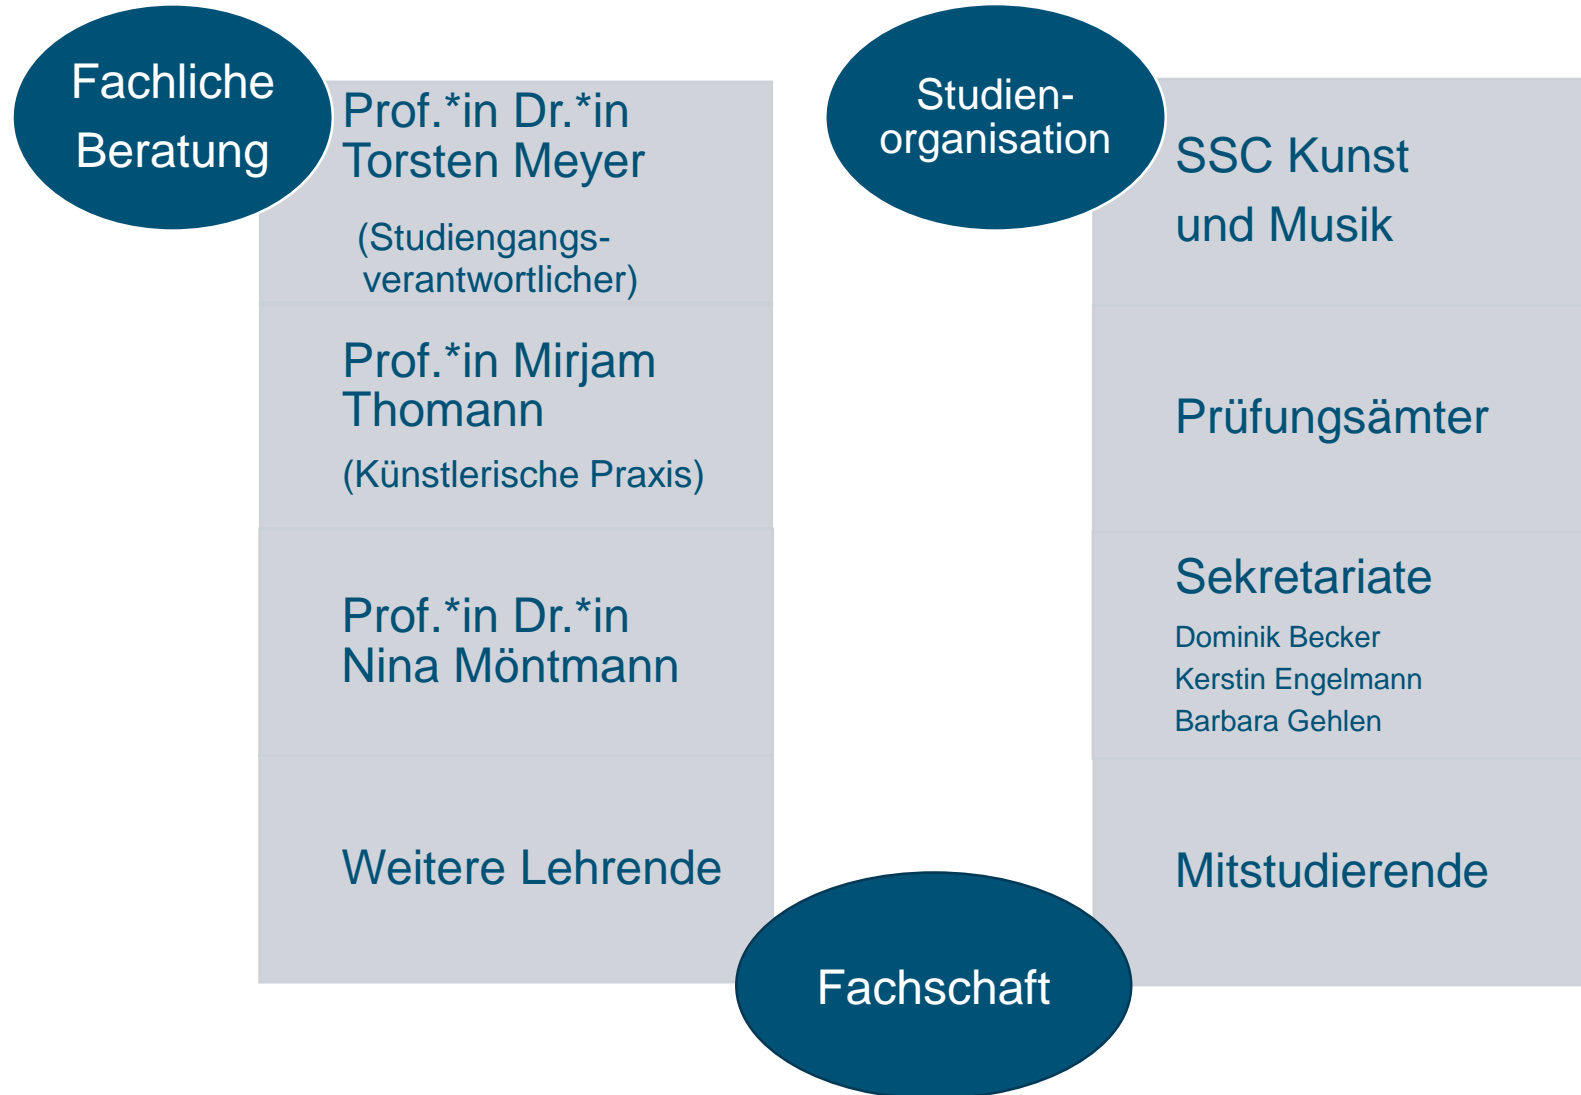 Fachliche
Beratung
Prof.*in Dr.*in
Torsten Meyer
(Studiengangs-
verantwortlicher)
Prof.*in Mirjam
Thomann
(Künstlerische Praxis)
Prof.*in Dr.*in
Nina Möntmann
Weitere Lehrende
Studien-
organisation
SSC Kunst
und Musik
Prüfungsämter
Sekretariate
Dominik Becker
Kerstin Engelmann
Barbara Gehlen
Mitstudierende
Fachschaft